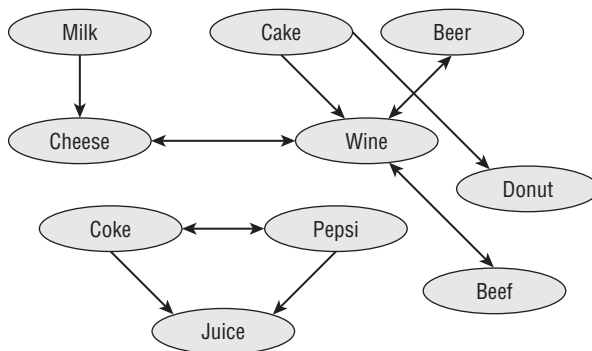 Milk
Cake
Beer
Cheese
Wine
Donut
Coke
Pepsi
Beef
Juice